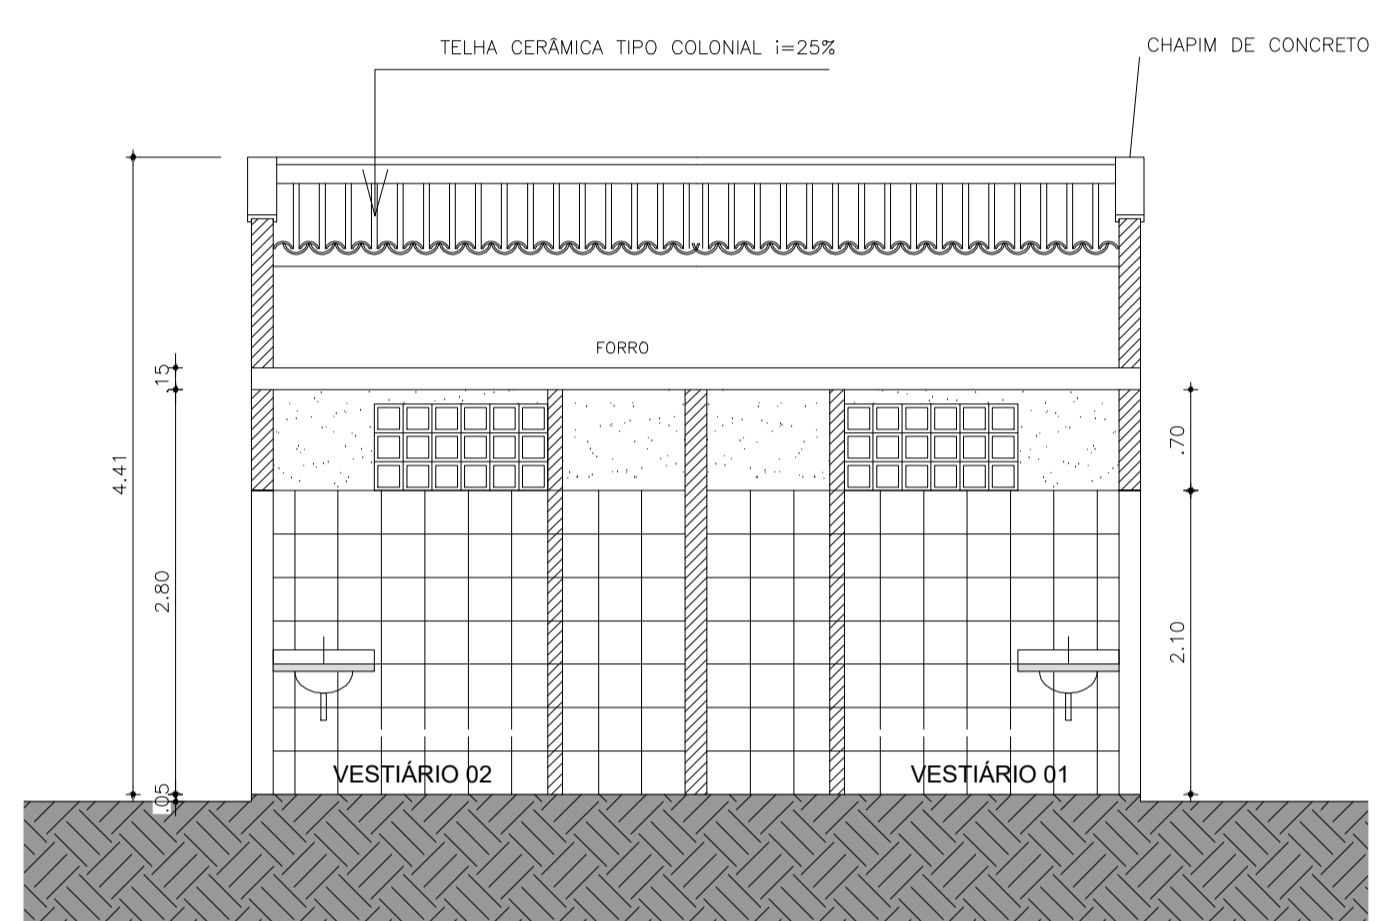 TELHA CERÂMICA TIPO COLONIAL i=25%
CHAPIM DE CONCRETO
FORRO
.15
4.41
.70
2.80
2.10
VESTIÁRIO 02
VESTIÁRIO 01
.05